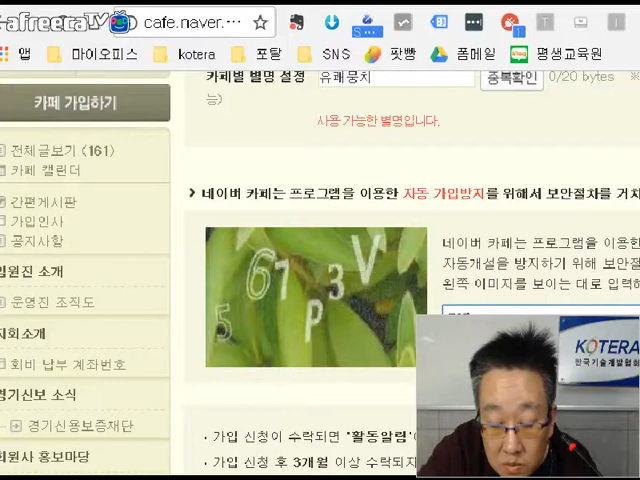 afreecaTV
cafe.naver.···
앱 마이오피스 kotera 포탈 SNS 팟빵 폼메일 평생교육원
카페별 별명 설정 유쾌뭉치 중복확인 0/20 bytes ※
능)
사용 가능한 별명입니다.
카페 가입하기
전체글보기 (161)
카페 캘린더
간편게시판
가입인사
공지사항
임원진 소개
운영진 조직도
지회소개
회비 납부 계좌번호
경기신보 소식
경기신용보증재단
회원사 홍보마당
네이버 카페는 프로그램을 이용한 자동 가입방지를 위해서 보안절차를 거치
5 6 7 P 3 V
네이버 카페는 프로그램을 이용한
자동개설을 방지하기 위해 보안절
왼쪽 이미지를 보이는 대로 입력해
· 가입 신청이 수락되면 '활동알림'
· 가입 신청 후 3개월 이상 수락되지
KOTERA
한국기술개발협회